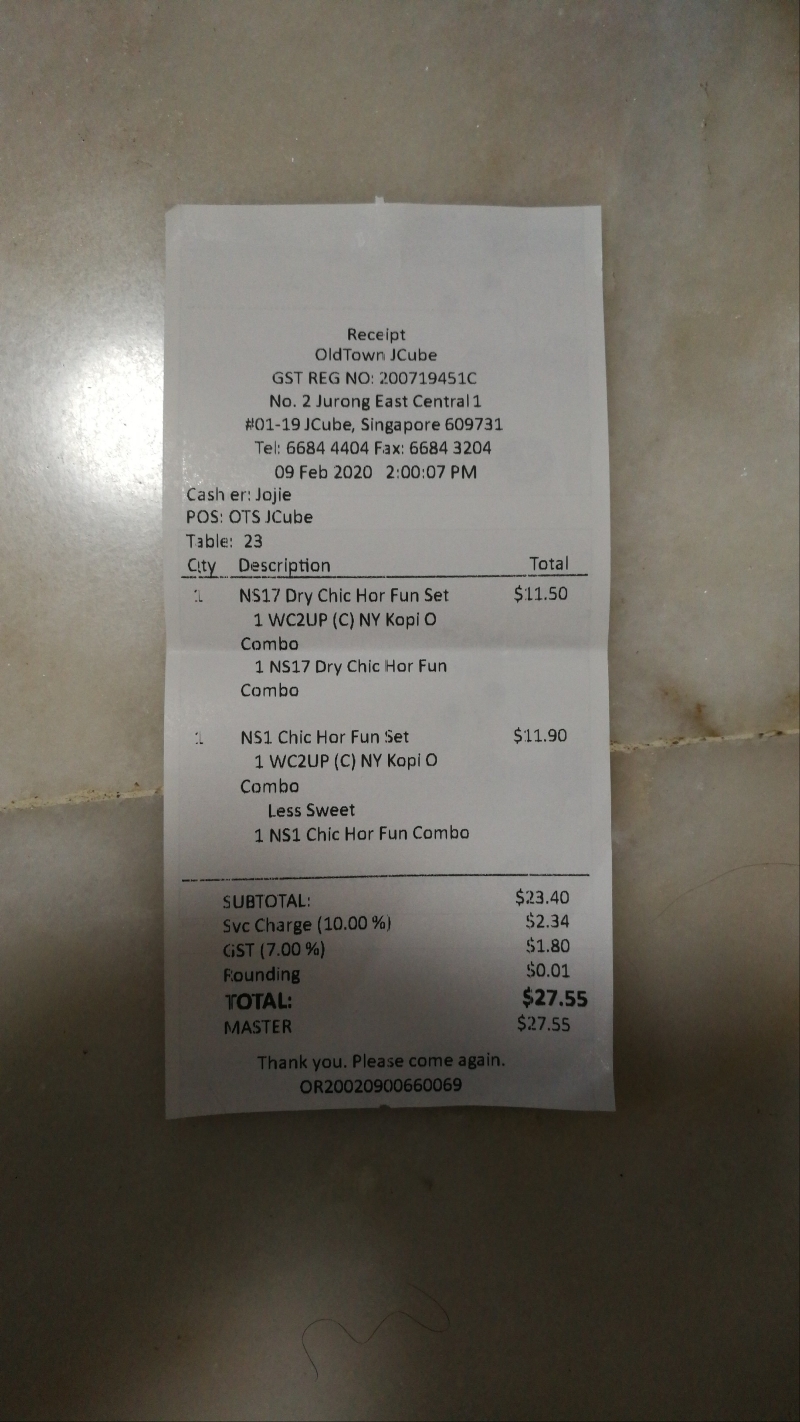 Receipt
OldTown JCube
GST REG NO: 200719451C
No. 2 Jurong East Central 1
#01-19 JCube, Singapore 609731
Tel: 6684 4404 Fax: 6684 3204
09 Feb 2020 2:00:07 PM
Cashier: Jojie
POS: OTS JCube
Table: 23
Qty Description Total
1 NS17 Dry Chic Hor Fun Set $11.50
1 WC2UP (C) NY Kopi O
Combo
1 NS17 Dry Chic Hor Fun
Combo
1 NS1 Chic Hor Fun Set $11.90
1 WC2UP (C) NY Kopi O
Combo
Less Sweet
1 NS1 Chic Hor Fun Combo
SUBTOTAL: $23.40
Svc Charge (10.00 %) $2.34
GST (7.00 %) $1.80
Rounding $0.01
TOTAL: $27.55
MASTER $27.55
Thank you. Please come again.
OR20020900660069